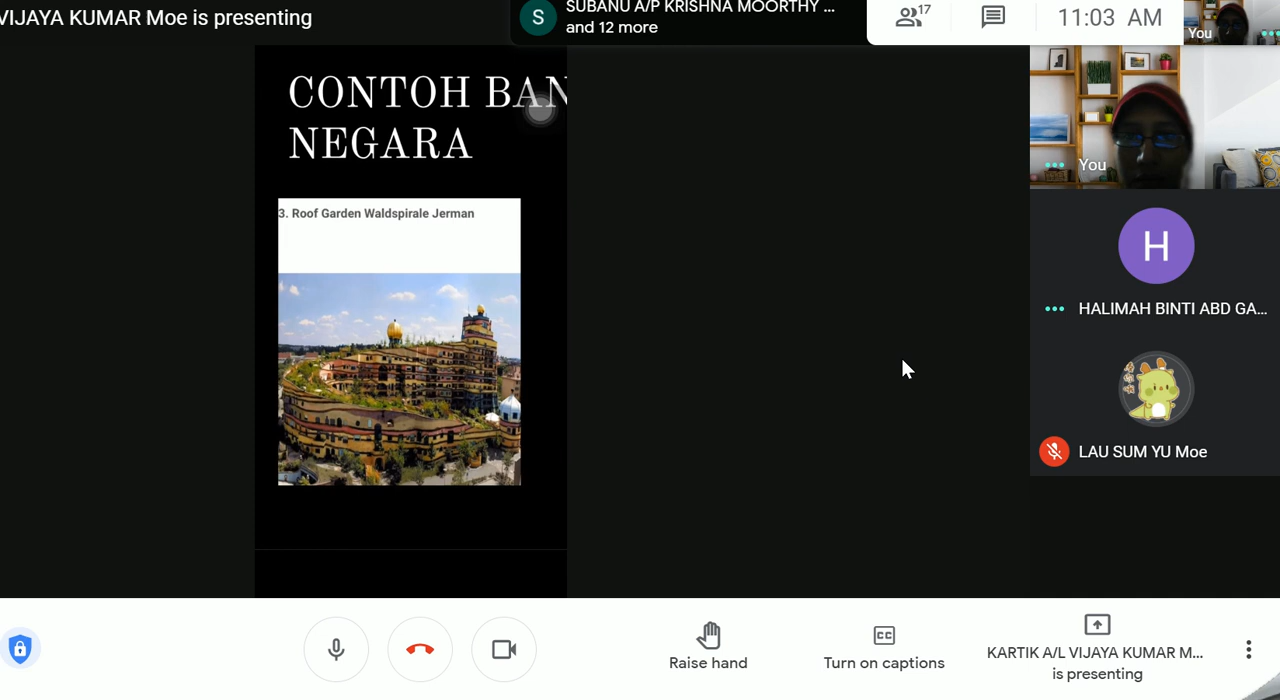 VIJAYA KUMAR Moe is presenting
S
SUBANU A/P KRISHNA MOORTHY ...
and 12 more
17
11:03 AM
You
CONTOH BAN
NEGARA
3. Roof Garden Waldspirale Jerman
You
H
HALIMAH BINTI ABD GA...
LAU SUM YU Moe
CC
Raise hand
Turn on captions
KARTIK A/L VIJAYA KUMAR M...
is presenting